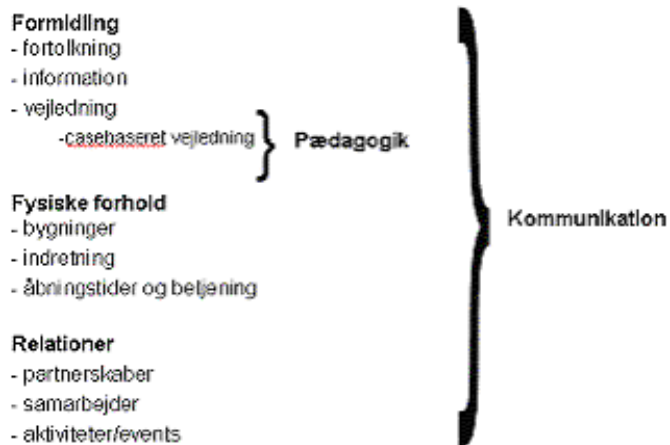 Formidling
- fortolkning
- information
- vejledning
-casebaseret vejledning
Pædagogik
Fysiske forhold
- bygninger
- indretning
- åbningstider og betjening
Kommunikation
Relationer
- partnerskaber
- samarbejder
- aktiviteter/events